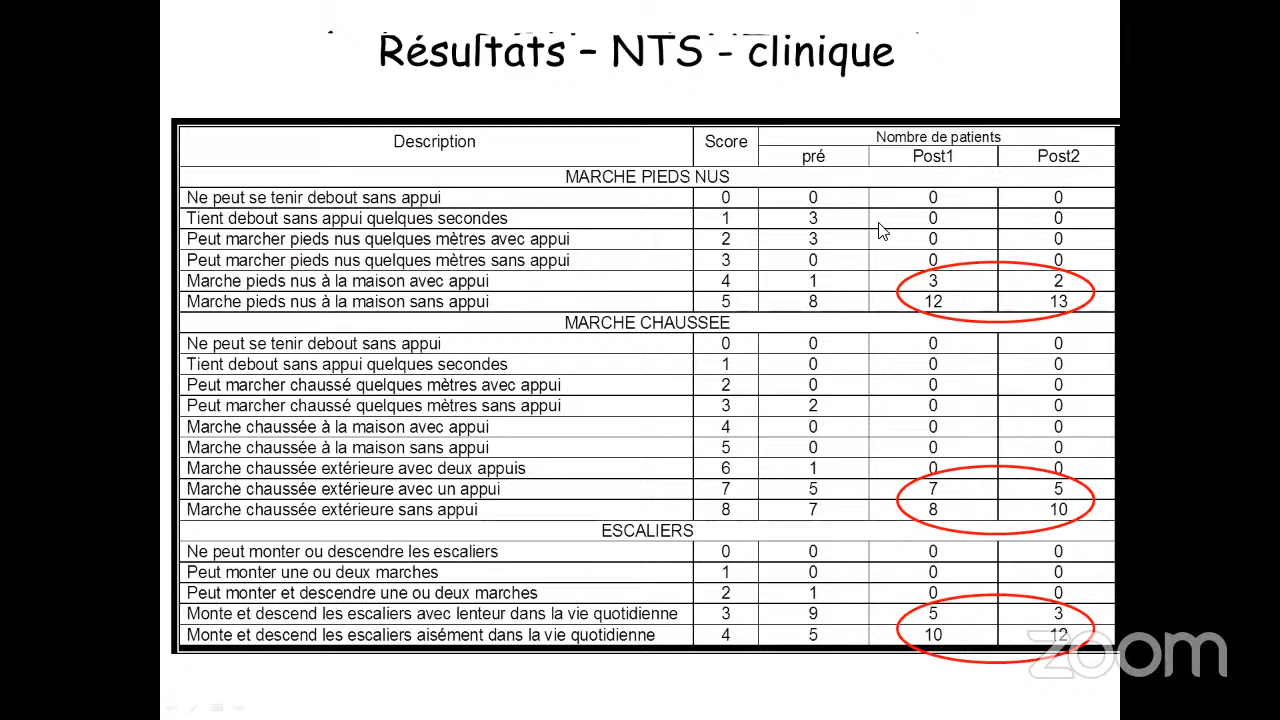 Résultats – NTS - clinique
Description Score Nombre de patients
pré Post1 Post2
MARCHE PIEDS NUS
Ne peut se tenir debout sans appui 0 0 0 0
Tient debout sans appui quelques secondes 1 3 0 0
Peut marcher pieds nus quelques mètres avec appui 2 3 0 0
Peut marcher pieds nus quelques mètres sans appui 3 0 0 0
Marche pieds nus à la maison avec appui 4 1 3 2
Marche pieds nus à la maison sans appui 5 8 12 13
MARCHE CHAUSSEE
Ne peut se tenir debout sans appui 0 0 0 0
Tient debout sans appui quelques secondes 1 0 0 0
Peut marcher chaussé quelques mètres avec appui 2 0 0 0
Peut marcher chaussé quelques mètres sans appui 3 2 0 0
Marche chaussée à la maison avec appui 4 0 0 0
Marche chaussée à la maison sans appui 5 0 0 0
Marche chaussée extérieure avec deux appuis 6 1 0 0
Marche chaussée extérieure avec un appui 7 5 7 5
Marche chaussée extérieure sans appui 8 7 8 10
ESCALIERS
Ne peut monter ou descendre les escaliers 0 0 0 0
Peut monter une ou deux marches 1 0 0 0
Peut monter et descendre une ou deux marches 2 1 0 0
Monte et descend les escaliers avec lenteur dans la vie quotidienne 3 9 5 3
Monte et descend les escaliers aisément dans la vie quotidienne 4 5 10 12
zoom